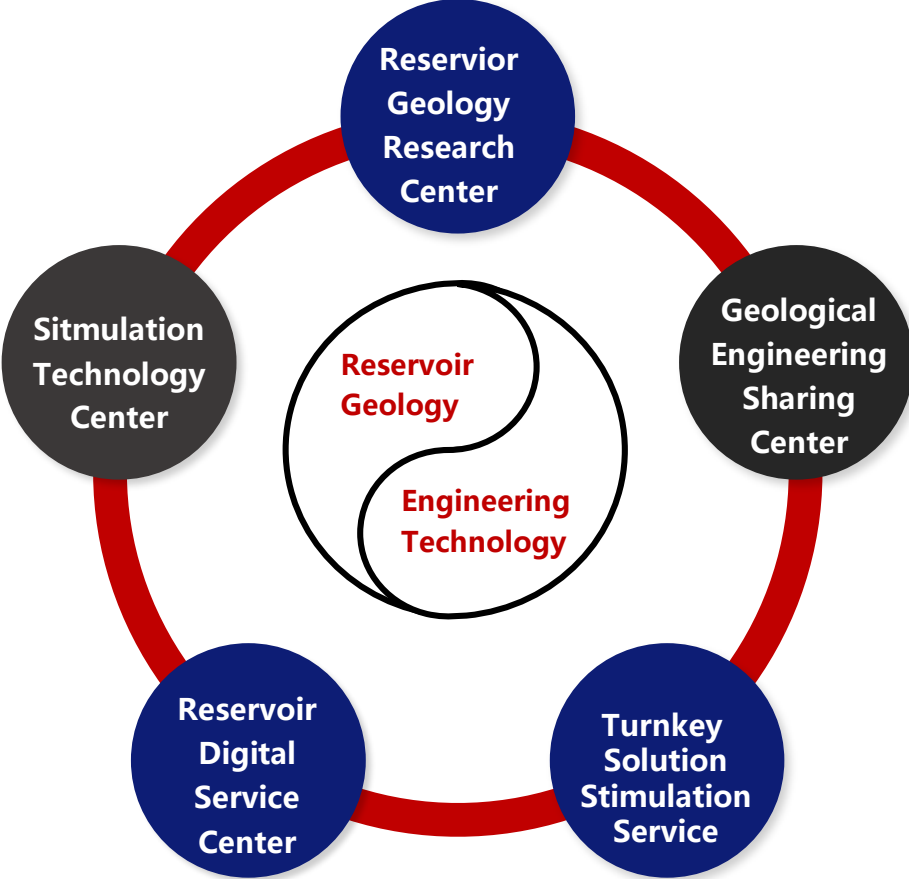 Reservior
Geology
Research
Center
Sitmulation
Technology
Center
Geological
Engineering
Sharing
Center
Reservoir
Geology
Engineering
Technology
Reservoir
Digital
Service
Center
Turnkey
Solution
Stimulation
Service